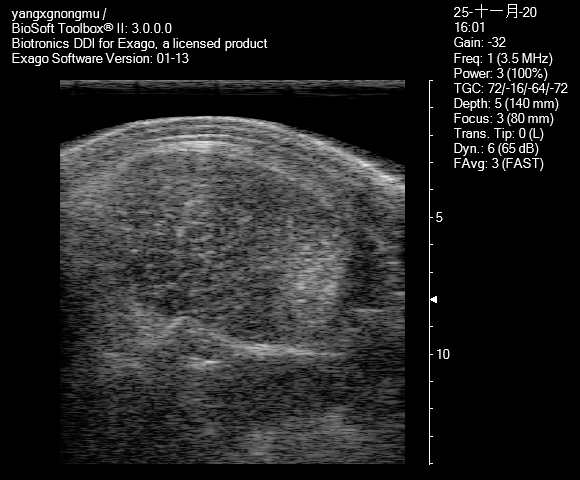 yangxgnongmu /
BioSoft Toolbox® II: 3.0.0.0
Biotronics DDI for Exago, a licensed product
Exago Software Version: 01-13
25-十一月-20
16:01
Gain: -32
Freq: 1 (3.5 MHz)
Power: 3 (100%)
TGC: 72/-16/-64/-72
Depth: 5 (140 mm)
Focus: 3 (80 mm)
Trans. Tip: 0 (L)
Dyn.: 6 (65 dB)
FAvg: 3 (FAST)
5
10